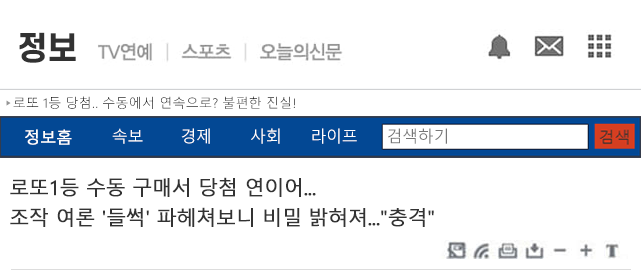 정보 TV연예 | 스포츠 | 오늘의신문
▸로또 1등 당첨.. 수동에서 연속으로? 불편한 진실!
정보홈 속보 경제 사회 라이프 검색하기 검색
로또1등 수동 구매서 당첨 연이어...
조작 여론 '들썩' 파헤쳐보니 비밀 밝혀져..."충격"
− + T